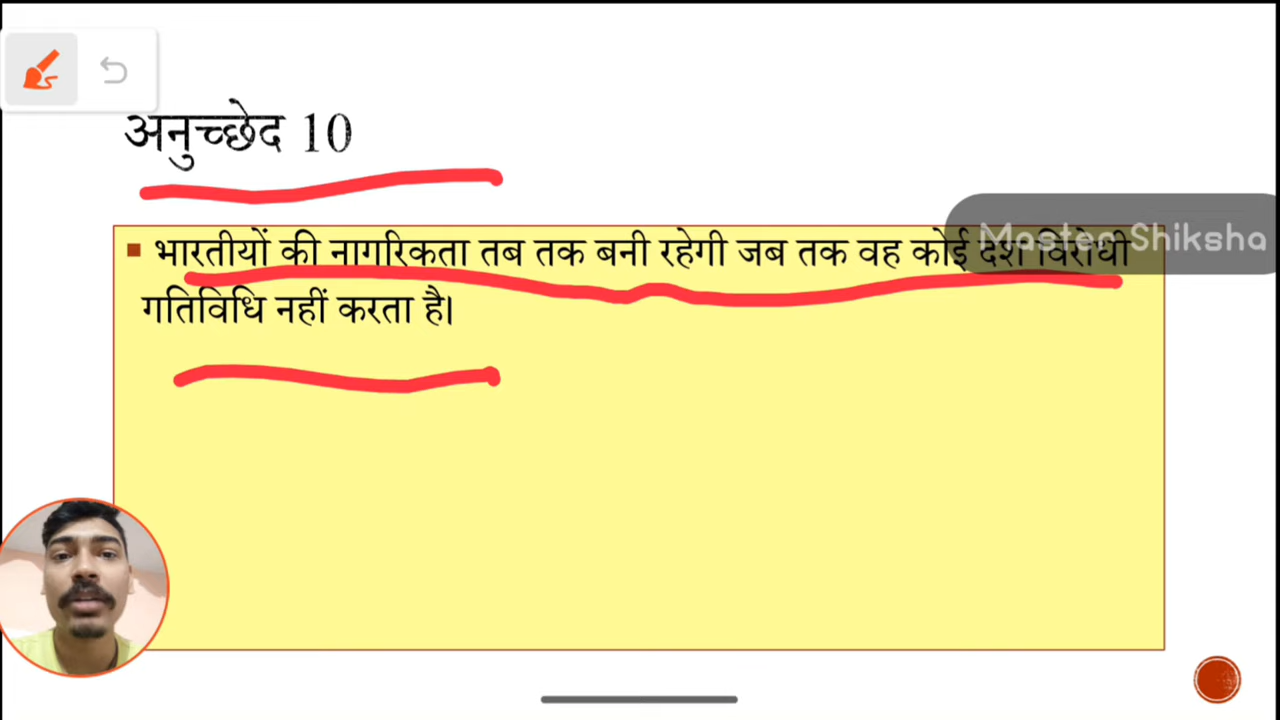 अनुच्छेद 10
Master Shiksha
▪ भारतीयों की नागरिकता तब तक बनी रहेगी जब तक वह कोई देश विरोधी
गतिविधि नहीं करता है।